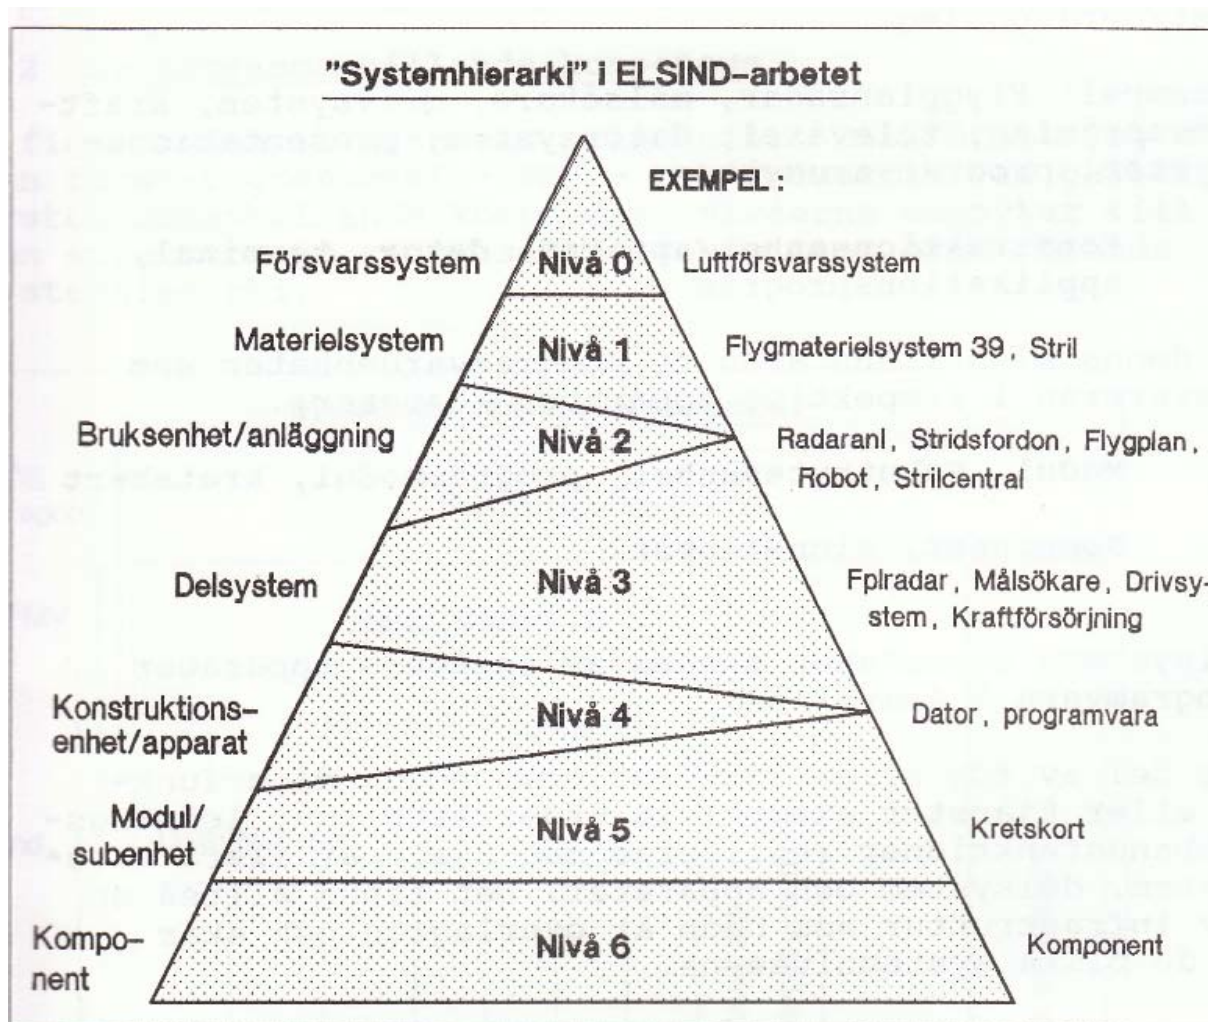 "Systemhierarki" i ELSIND-arbetet
EXEMPEL :
Försvarssystem
Nivå 0
Luftförsvarssystem
Materielsystem
Nivå 1
Flygmaterielsystem 39, Stril
Bruksenhet/anläggning
Nivå 2
Radaranl, Stridsfordon, Flygplan,
Robot, Strilcentral
Delsystem
Nivå 3
Fplradar, Målsökare, Drivsy-
stem, Kraftförsörjning
Konstruktions-
enhet/apparat
Nivå 4
Dator, programvara
Modul/
subenhet
Nivå 5
Kretskort
Kompo-
nent
Nivå 6
Komponent